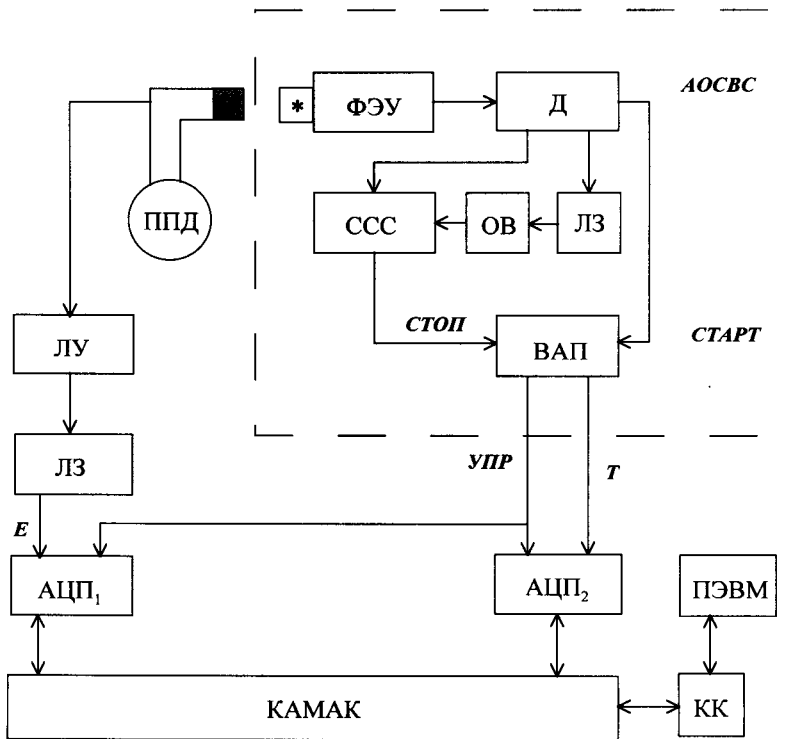 АОСВС
*
ФЭУ
Д
ППД
ССС
ОВ
ЛЗ
СТОП
СТАРТ
ЛУ
ВАП
ЛЗ
УПР
Т
Е
АЦП₁
АЦП₂
ПЭВМ
КАМАК
КК